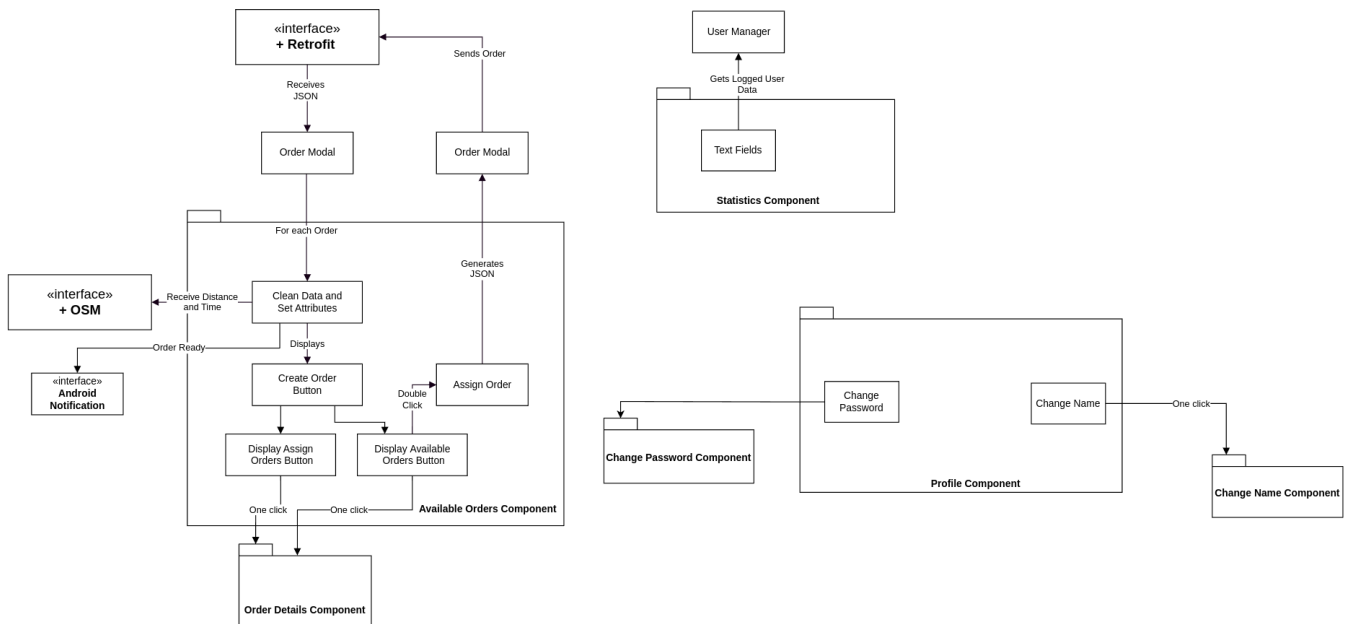 «interface»
+ Retrofit
Sends Order
Receives
JSON
Order Modal
Order Modal
For each Order
Generates
JSON
«interface»
+ OSM
Receive Distance
and Time
Clean Data and
Set Attributes
Order Ready
Displays
«interface»
Android
Notification
Create Order
Button
Double
Click
Assign Order
Display Assign
Orders Button
Display Available
Orders Button
One click
One click
Available Orders Component
Order Details Component
User Manager
Gets Logged User
Data
Text Fields
Statistics Component
Change
Password
Change Name
One click
Change Password Component
Profile Component
Change Name Component